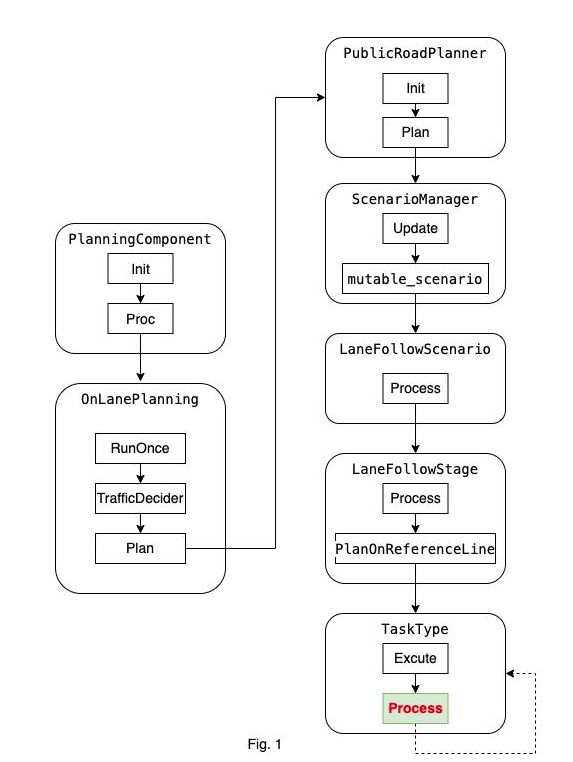 PlanningComponent
Init
Proc
OnLanePlanning
RunOnce
TrafficDecider
Plan
PublicRoadPlanner
Init
Plan
ScenarioManager
Update
mutable_scenario
LaneFollowScenario
Process
LaneFollowStage
Process
PlanOnReferenceLine
TaskType
Excute
Process
Fig. 1